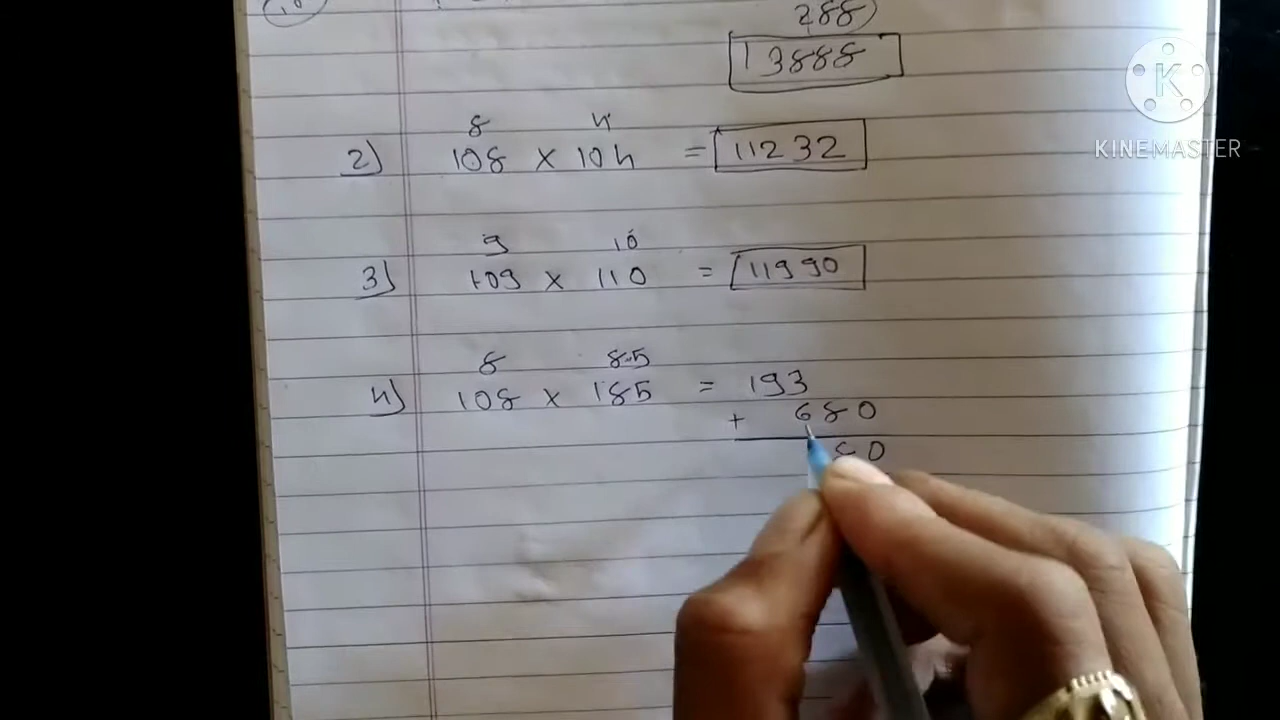 288
13888
K
KINEMASTER
8 4
2) 108 x 104 = 11232
9 10
3) 109 x 110 = 11990
8 85
4) 108 x 185 = 193
+ 680
80